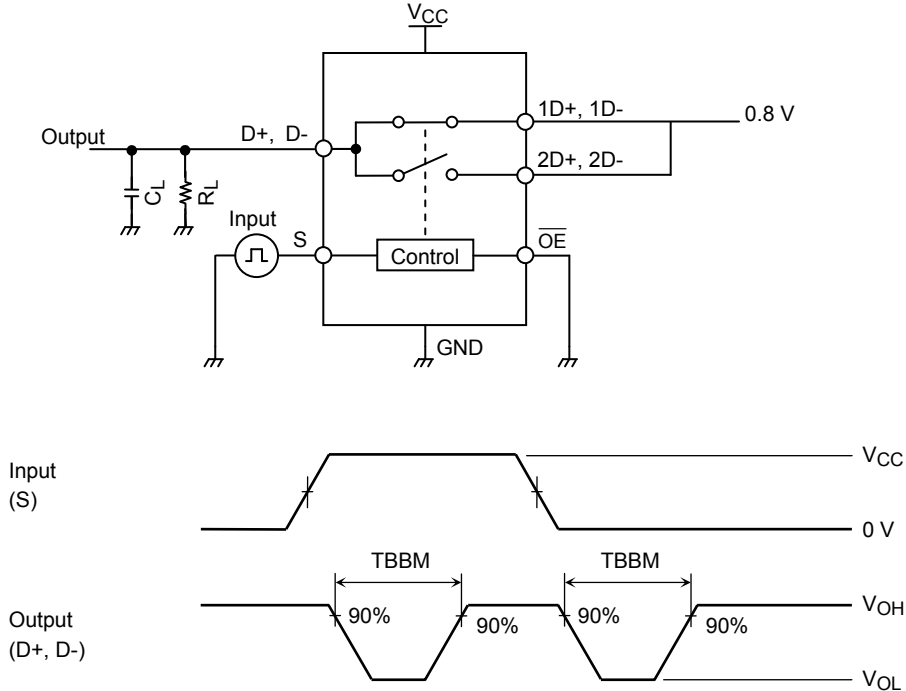 VCC
1D+, 1D-
0.8 V
Output
D+, D-
2D+, 2D-
CL
RL
Input
S
OE
Control
GND
VCC
Input
(S)
0 V
TBBM
TBBM
VOH
90%
90%
90%
90%
Output
(D+, D-)
VOL